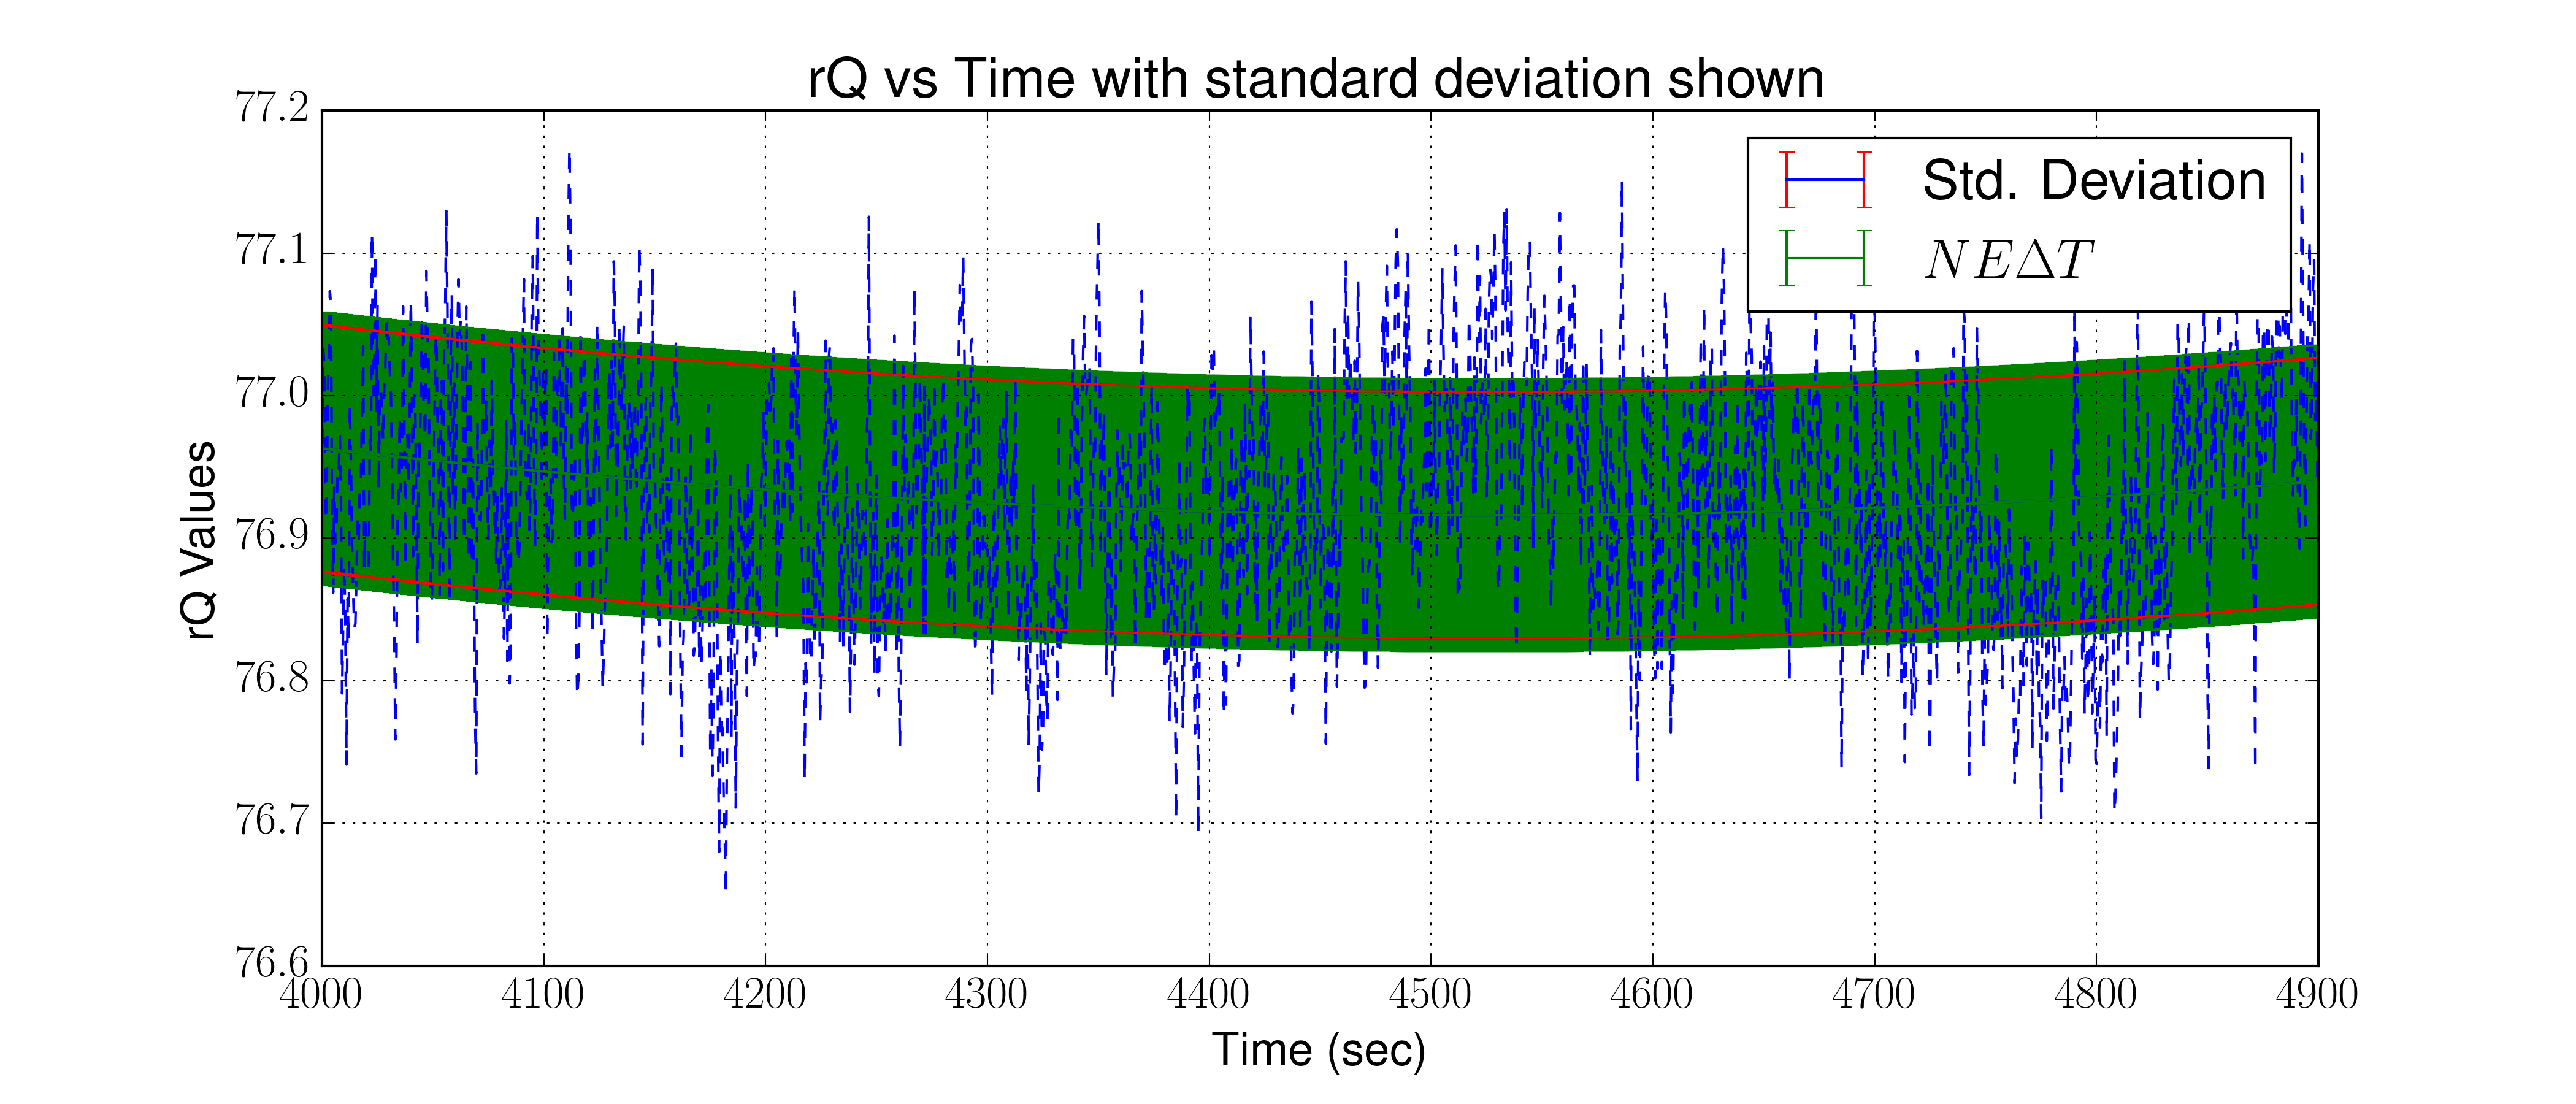 rQ vs Time with standard deviation shown
77.2
77.1
77.0
76.9
76.8
76.7
76.6
rQ Values
Std. Deviation
NEΔT
4000 4100 4200 4300 4400 4500 4600 4700 4800 4900
Time (sec)